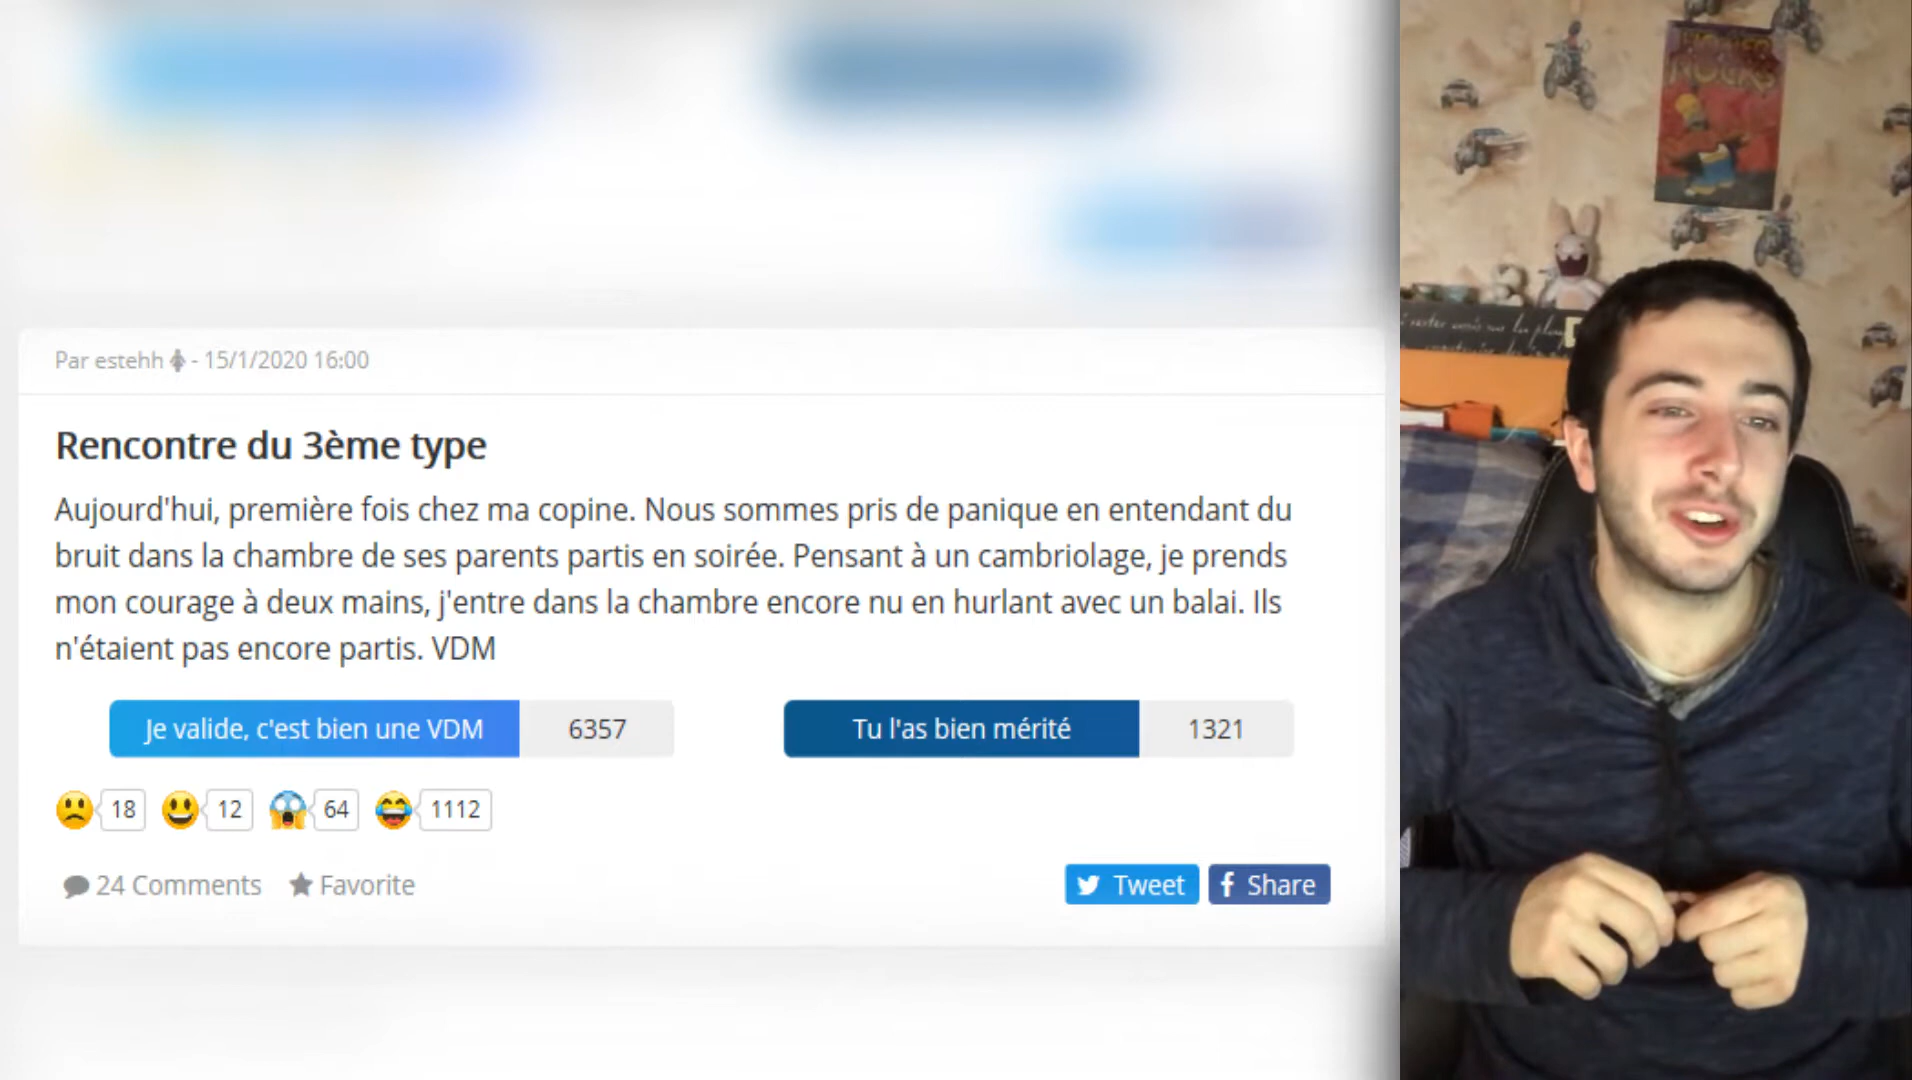 Par estehh - 15/1/2020 16:00
Rencontre du 3ème type
Aujourd'hui, première fois chez ma copine. Nous sommes pris de panique en entendant du
bruit dans la chambre de ses parents partis en soirée. Pensant à un cambriolage, je prends
mon courage à deux mains, j'entre dans la chambre encore nu en hurlant avec un balai. Ils
n'étaient pas encore partis. VDM
Je valide, c'est bien une VDM 6357
Tu l'as bien mérité 1321
18 12 64 1112
24 Comments Favorite
Tweet Share